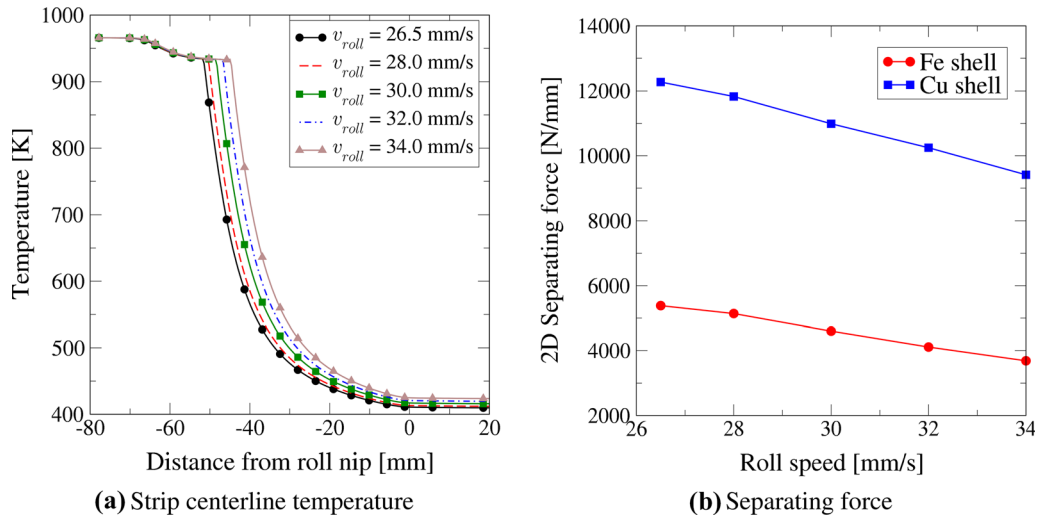 1000
900
800
700
600
500
400
-80
-60
-40
-20
0
20
Temperature [K]
Distance from roll nip [mm]
v_roll = 26.5 mm/s
v_roll = 28.0 mm/s
v_roll = 30.0 mm/s
v_roll = 32.0 mm/s
v_roll = 34.0 mm/s
(a) Strip centerline temperature
14000
12000
10000
8000
6000
4000
2000
26
28
30
32
34
2D Separating force [N/mm]
Roll speed [mm/s]
Fe shell
Cu shell
(b) Separating force